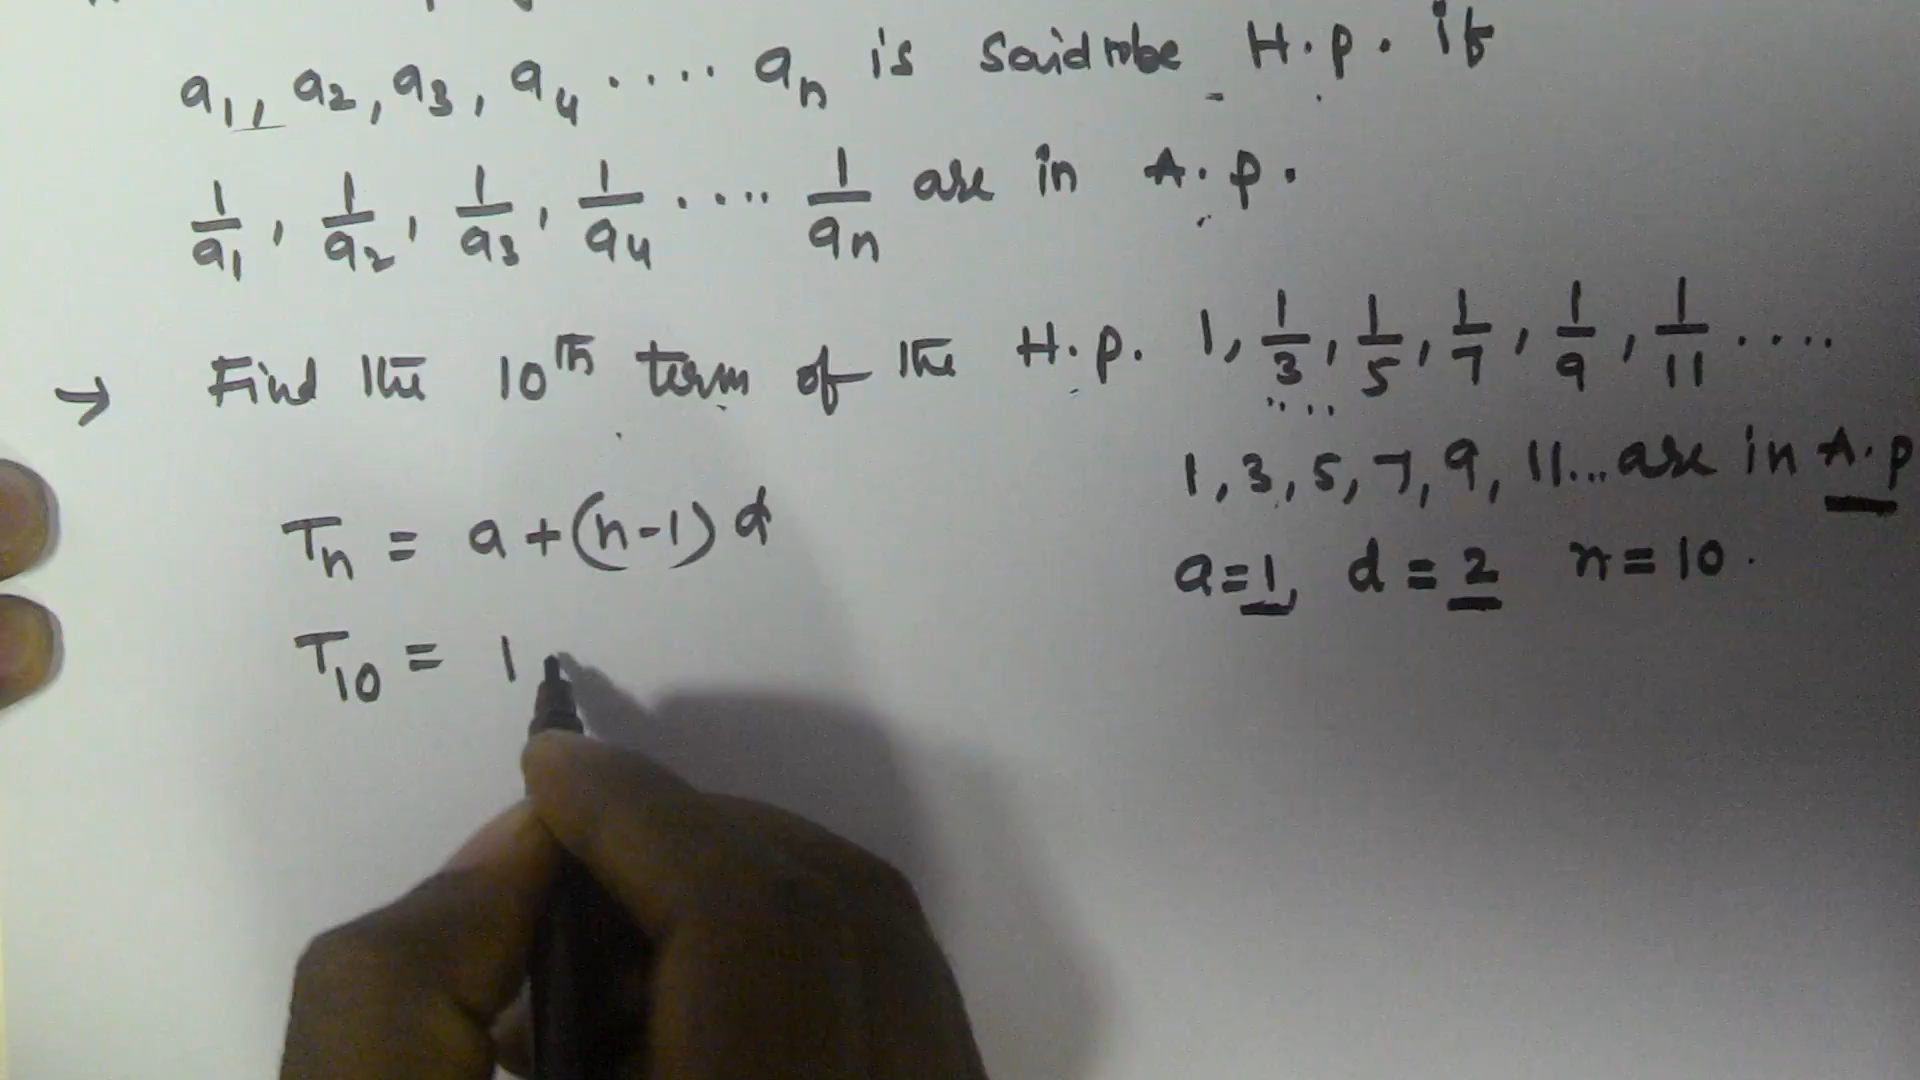 a1, a2, a3, a4 .... an is said to be H.p. if
1/a1, 1/a2, 1/a3, 1/a4 ..... 1/an are in A.p.
→ Find the 10th term of the H.p. 1, 1/3, 1/5, 1/7, 1/9, 1/11 ....
1, 3, 5, 7, 9, 11... are in A.p
Tn = a + (n-1) d
a=1, d = 2 n = 10.
T10 = 1